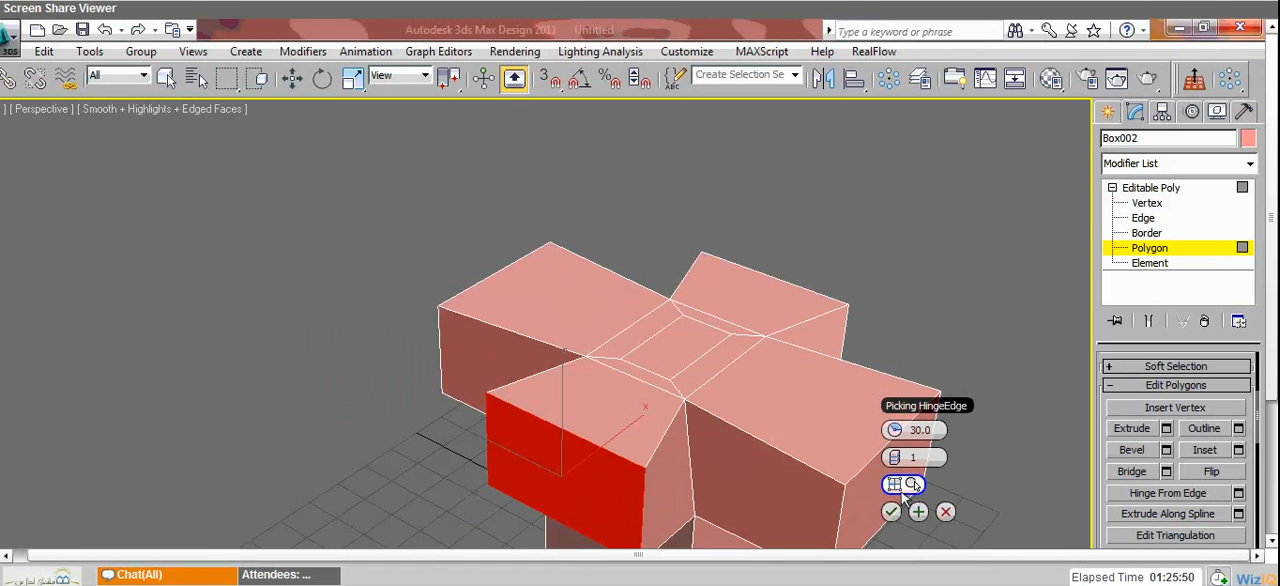 Screen Share Viewer
Autodesk 3ds Max Design 2011 Untitled
Type a keyword or phrase
3DS
Edit Tools Group Views Create Modifiers Animation Graph Editors Rendering Lighting Analysis Customize MAXScript Help RealFlow
All View 3 % ABC Create Selection Se
] [ Perspective ] [ Smooth + Highlights + Edged Faces ]
Box002
Modifier List
Editable Poly
Vertex
Edge
Border
Polygon
Element
x
Picking HingeEdge
30.0
1
+ Soft Selection
- Edit Polygons
Insert Vertex
Extrude Outline
Bevel Inset
Bridge Flip
Hinge From Edge
Extrude Along Spline
Edit Triangulation
Chat(All) Attendees: ...
Elapsed Time 01:25:50
WizIQ